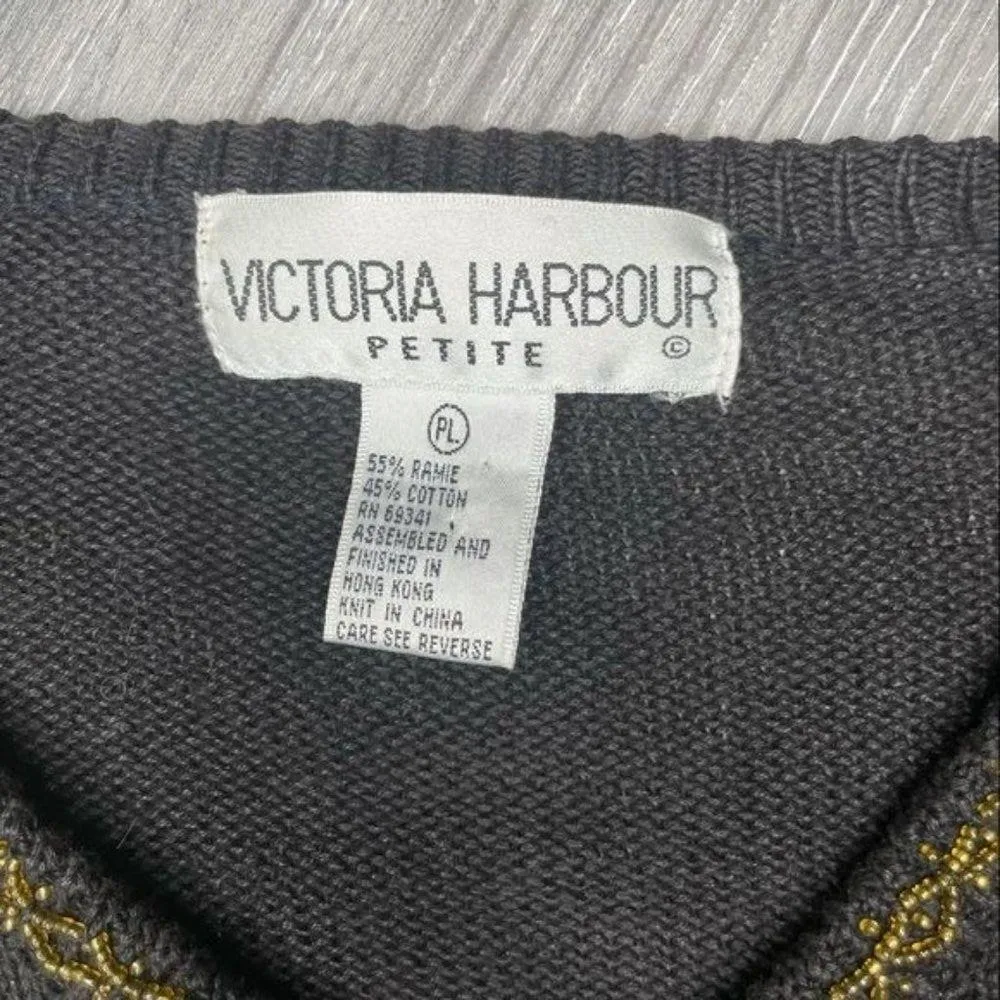 VICTORIA HARBOUR
PETITE ©
PL
55% RAMIE
45% COTTON
RN 69341
ASSEMBLED AND
FINISHED IN
HONG KONG
KNIT IN CHINA
CARE SEE REVERSE